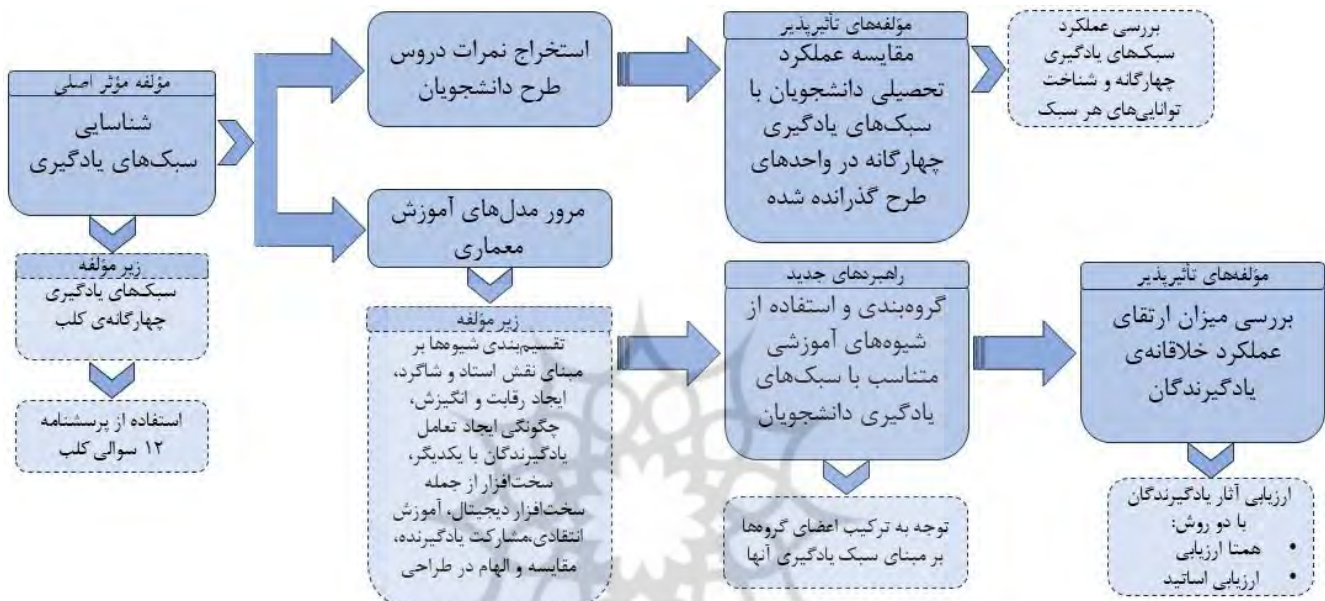 مؤلفه مؤثر اصلی
شناسایی
سبک‌های یادگیری
زیر مؤلفه
سبک‌های یادگیری
چهارگانه‌ی کلب
استفاده از پرسشنامه
۱۲ سوالی کلب
استخراج نمرات دروس
طرح دانشجویان
مؤلفه‌های تأثیرپذیر
مقایسه عملکرد
تحصیلی دانشجویان با
سبک‌های یادگیری
چهارگانه در واحدهای
طرح گذرانده شده
بررسی عملکرد
سبک‌های یادگیری
چهارگانه و شناخت
توانایی‌های هر سبک
مرور مدل‌های آموزش
معماری
زیر مؤلفه
تقسیم‌بندی شیوه‌ها بر
مبنای نقش استاد و شاگرد،
ایجاد رقابت و انگیزش،
چگونگی ایجاد تعامل
یادگیرندگان با یکدیگر،
سخت‌افزار از جمله
سخت‌افزار دیجیتال، آموزش
انتقادی،مشارکت یادگیرنده،
مقایسه و الهام در طراحی
راهبردهای جدید
گروه‌بندی و استفاده از
شیوه‌های آموزشی
متناسب با سبک‌های
یادگیری دانشجویان
توجه به ترکیب اعضای گروه‌ها
بر مبنای سبک یادگیری آنها
مؤلفه‌های تأثیرپذیر
بررسی میزان ارتقای
عملکرد خلاقانه‌ی
یادگیرندگان
ارزیابی آثار یادگیرندگان
با دو روش:
• همتا ارزیابی
• ارزیابی اساتید